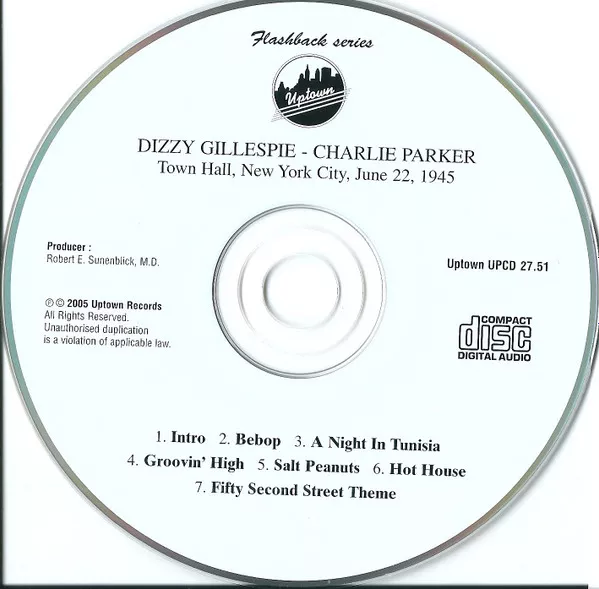 Flashback series
Uptown
DIZZY GILLESPIE - CHARLIE PARKER
Town Hall, New York City, June 22, 1945
Producer :
Robert E. Sunenblick, M.D.
Uptown UPCD 27.51
℗ © 2005 Uptown Records
All Rights Reserved.
Unauthorised duplication
is a violation of applicable law.
COMPACT
disc
DIGITAL AUDIO
1. Intro 2. Bebop 3. A Night In Tunisia
4. Groovin' High 5. Salt Peanuts 6. Hot House
7. Fifty Second Street Theme